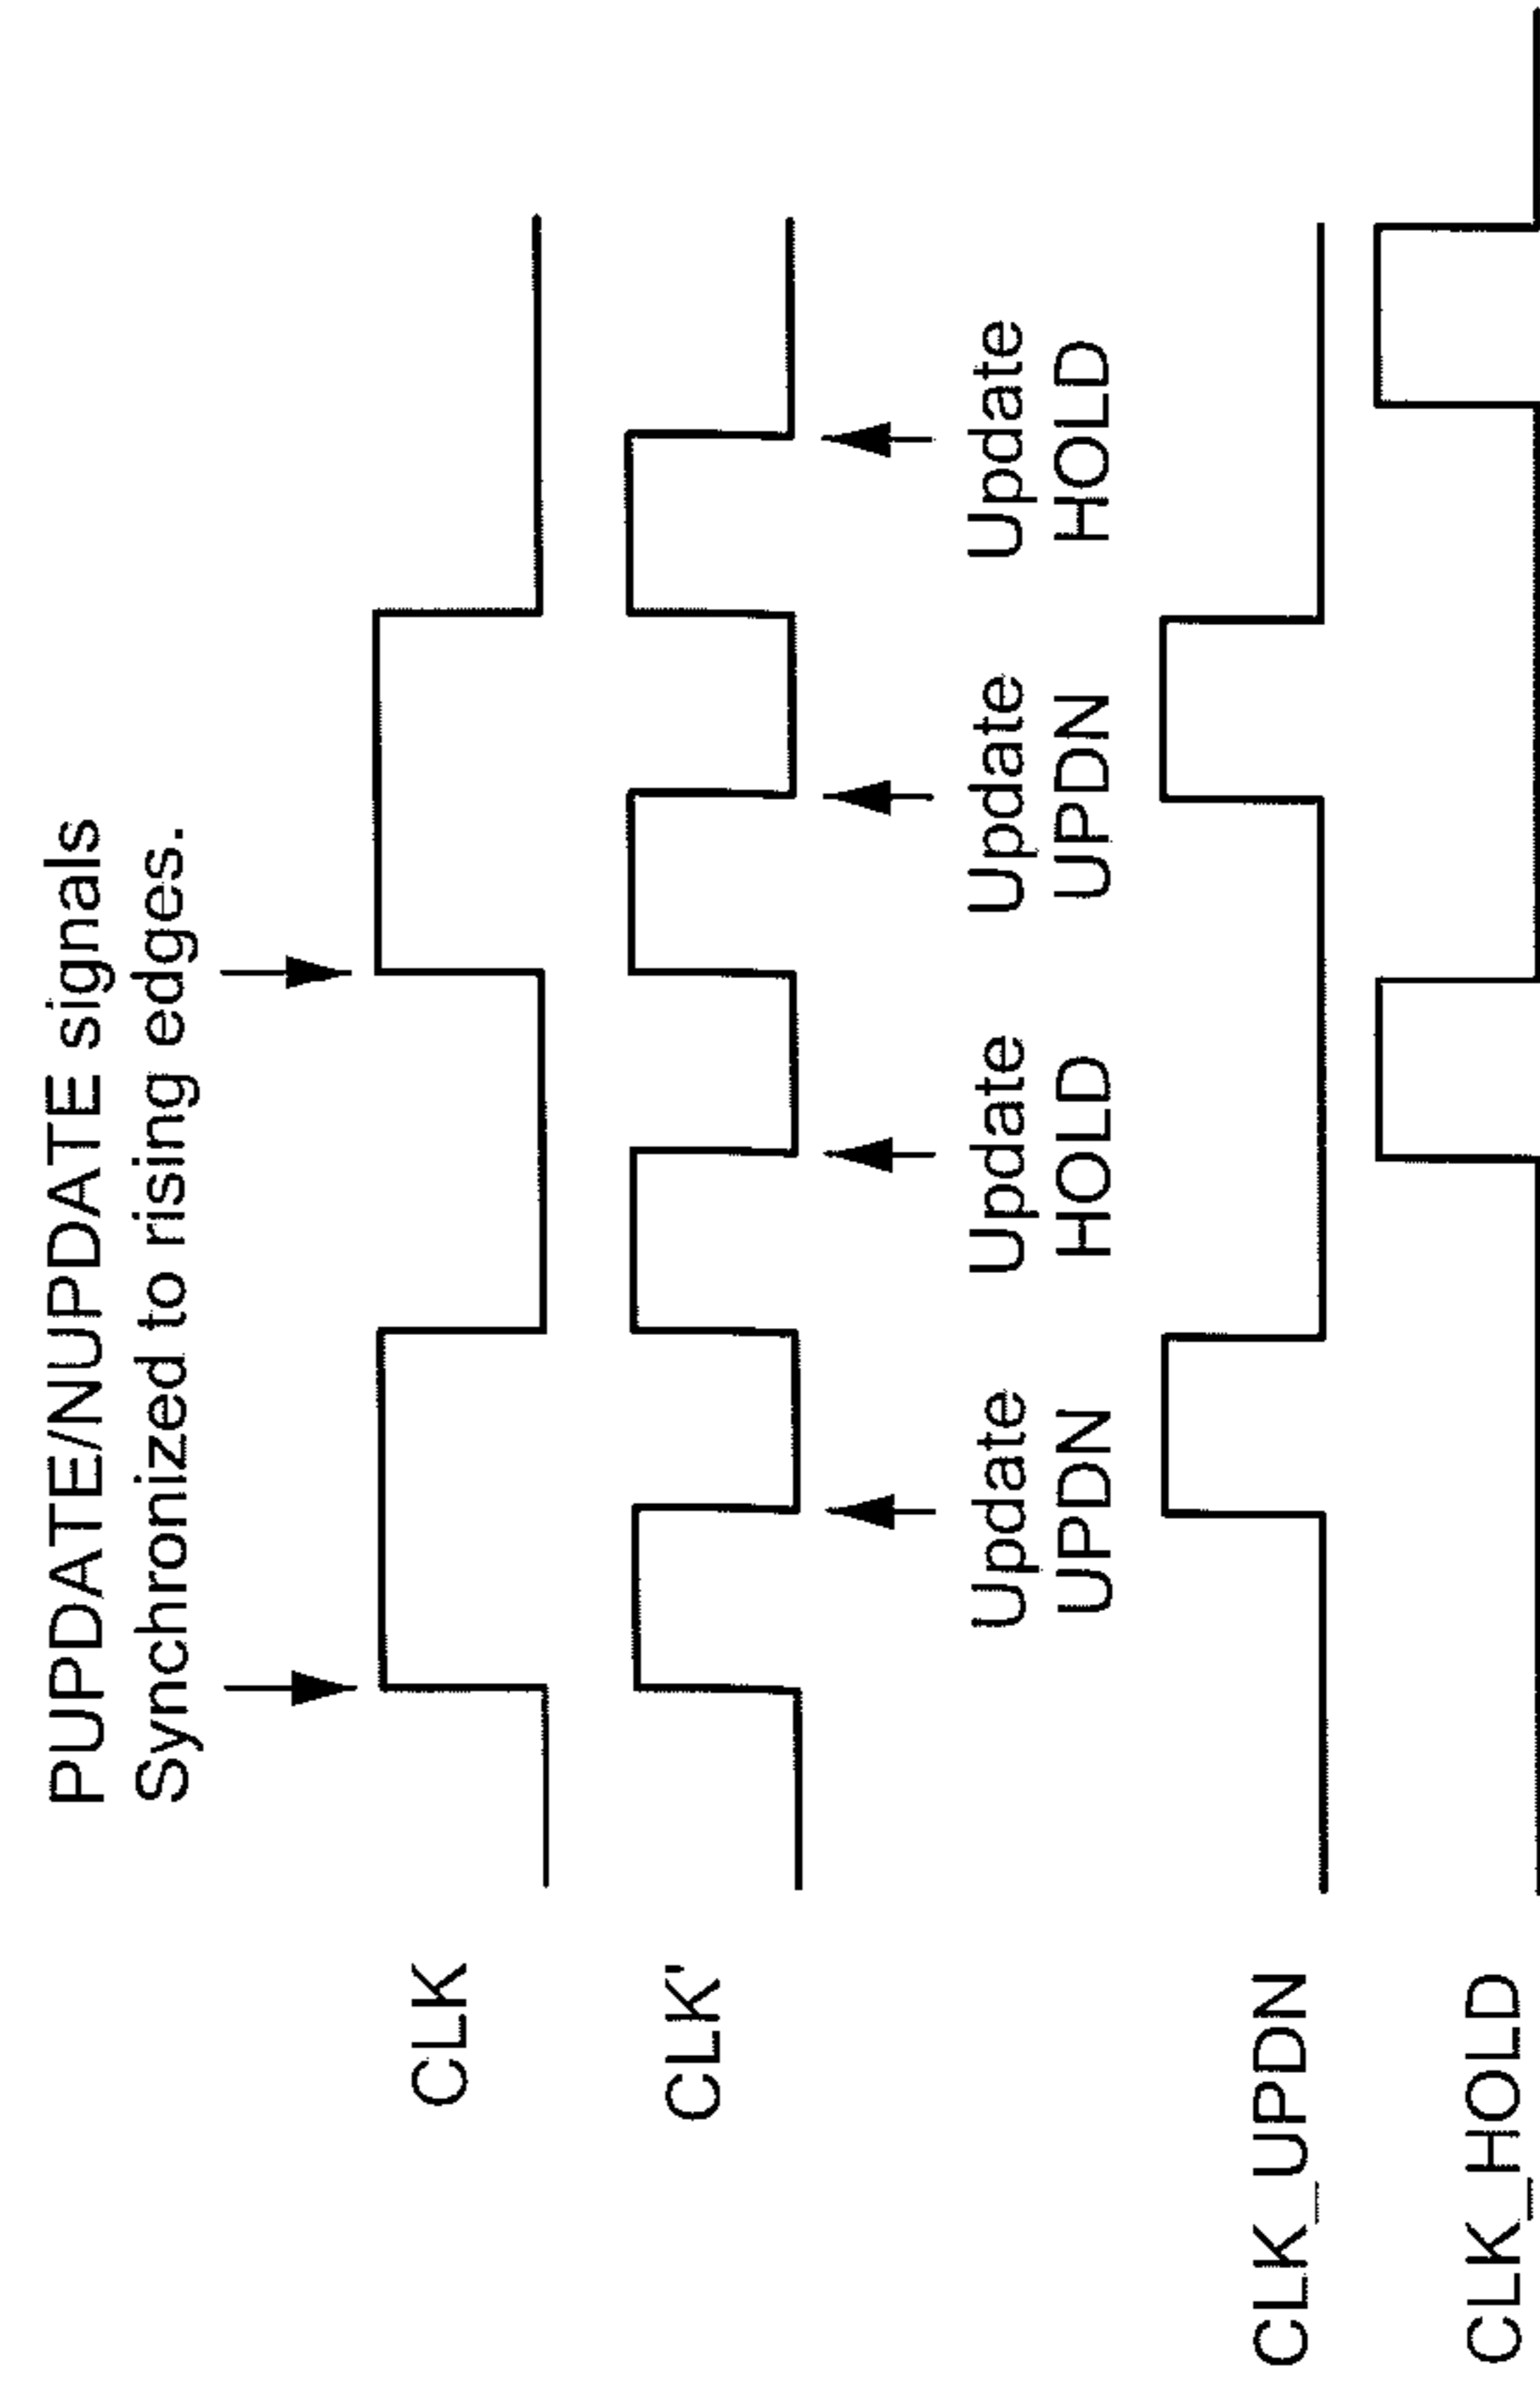 PUPDATE/NUPDATE signals
Synchronized to rising edges.
CLK
CLK'
Update
UPDN
Update
HOLD
Update
UPDN
Update
HOLD
CLK_UPDN
CLK_HOLD